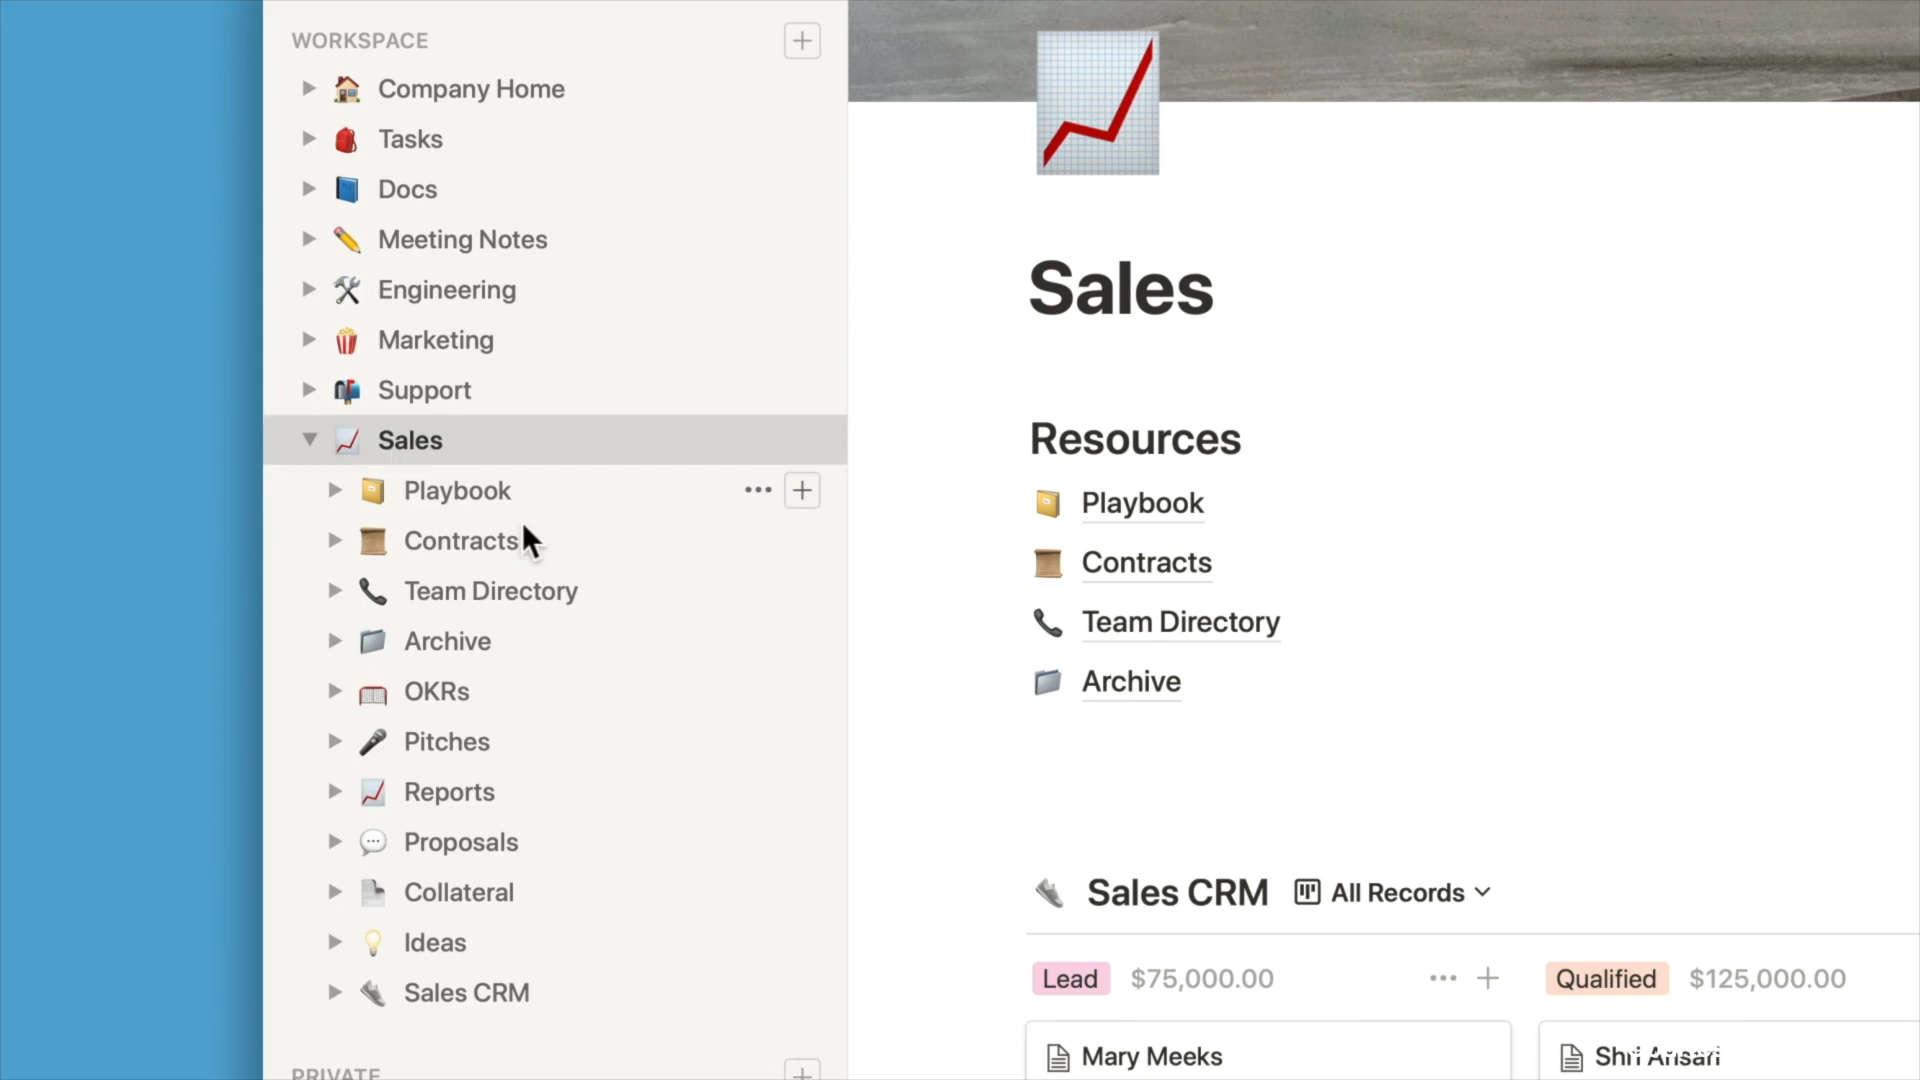 WORKSPACE
Company Home
Tasks
Docs
Meeting Notes
Engineering
Marketing
Support
Sales
Playbook
Contracts
Team Directory
Archive
OKRs
Pitches
Reports
Proposals
Collateral
Ideas
Sales CRM
PRIVATE
Sales
Resources
Playbook
Contracts
Team Directory
Archive
Sales CRM All Records
Lead $75,000.00 Qualified $125,000.00
Mary Meeks